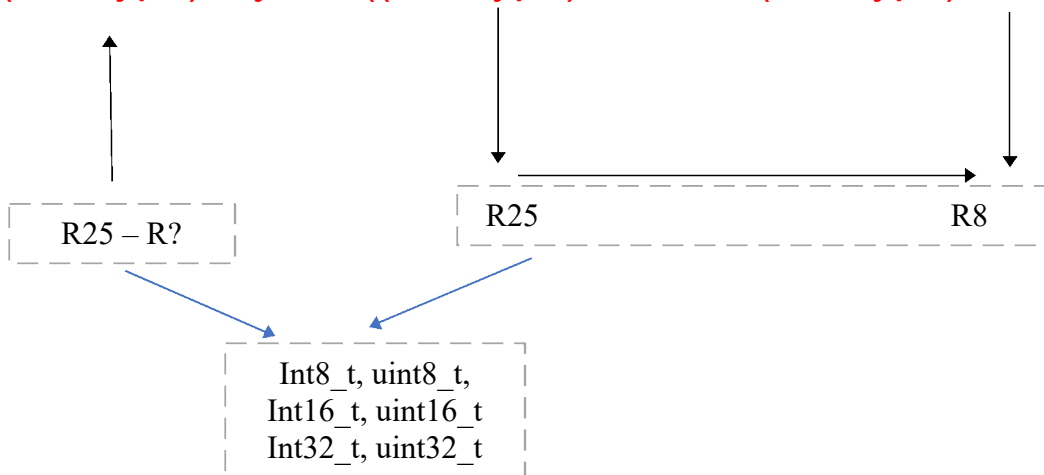 R25 – R?
R25 R8
Int8_t, uint8_t,
Int16_t, uint16_t
Int32_t, uint32_t